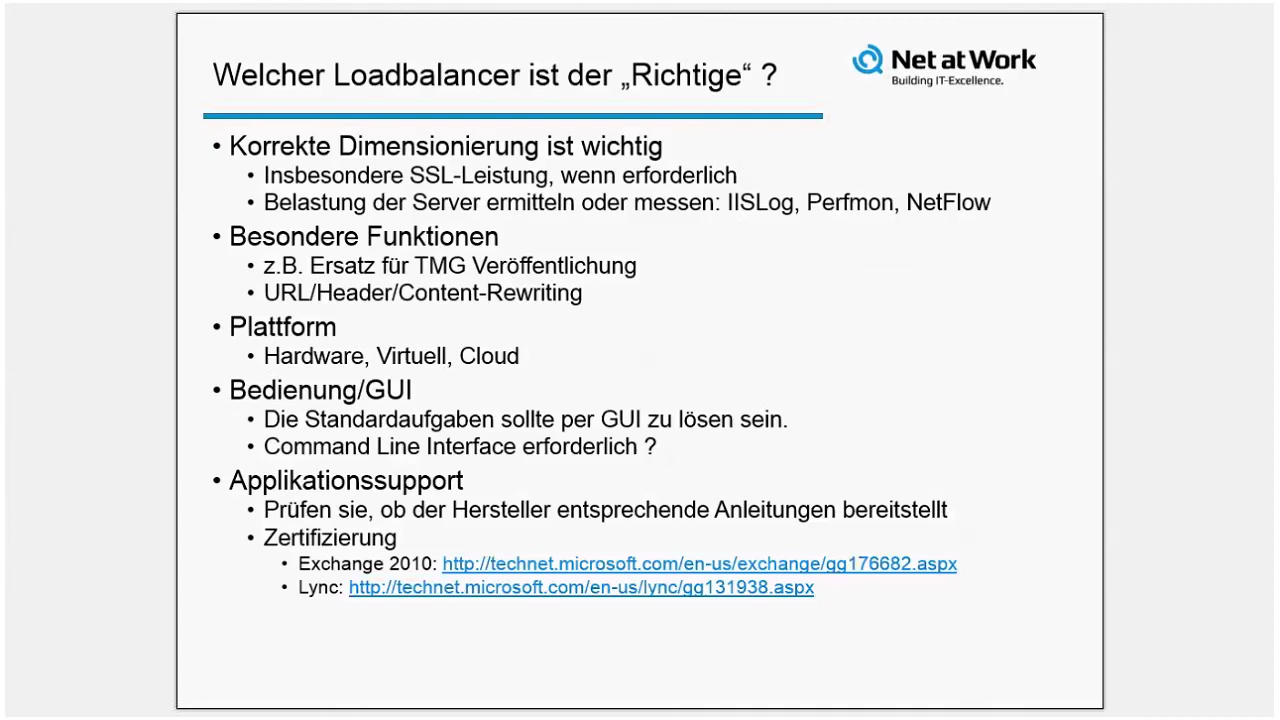 Welcher Loadbalancer ist der „Richtige“ ?
Net at Work
Building IT-Excellence.
• Korrekte Dimensionierung ist wichtig
• Insbesondere SSL-Leistung, wenn erforderlich
• Belastung der Server ermitteln oder messen: IISLog, Perfmon, NetFlow
• Besondere Funktionen
• z.B. Ersatz für TMG Veröffentlichung
• URL/Header/Content-Rewriting
• Plattform
• Hardware, Virtuell, Cloud
• Bedienung/GUI
• Die Standardaufgaben sollte per GUI zu lösen sein.
• Command Line Interface erforderlich ?
• Applikationssupport
• Prüfen sie, ob der Hersteller entsprechende Anleitungen bereitstellt
• Zertifizierung
• Exchange 2010: http://technet.microsoft.com/en-us/exchange/gg176682.aspx
• Lync: http://technet.microsoft.com/en-us/lync/gg131938.aspx